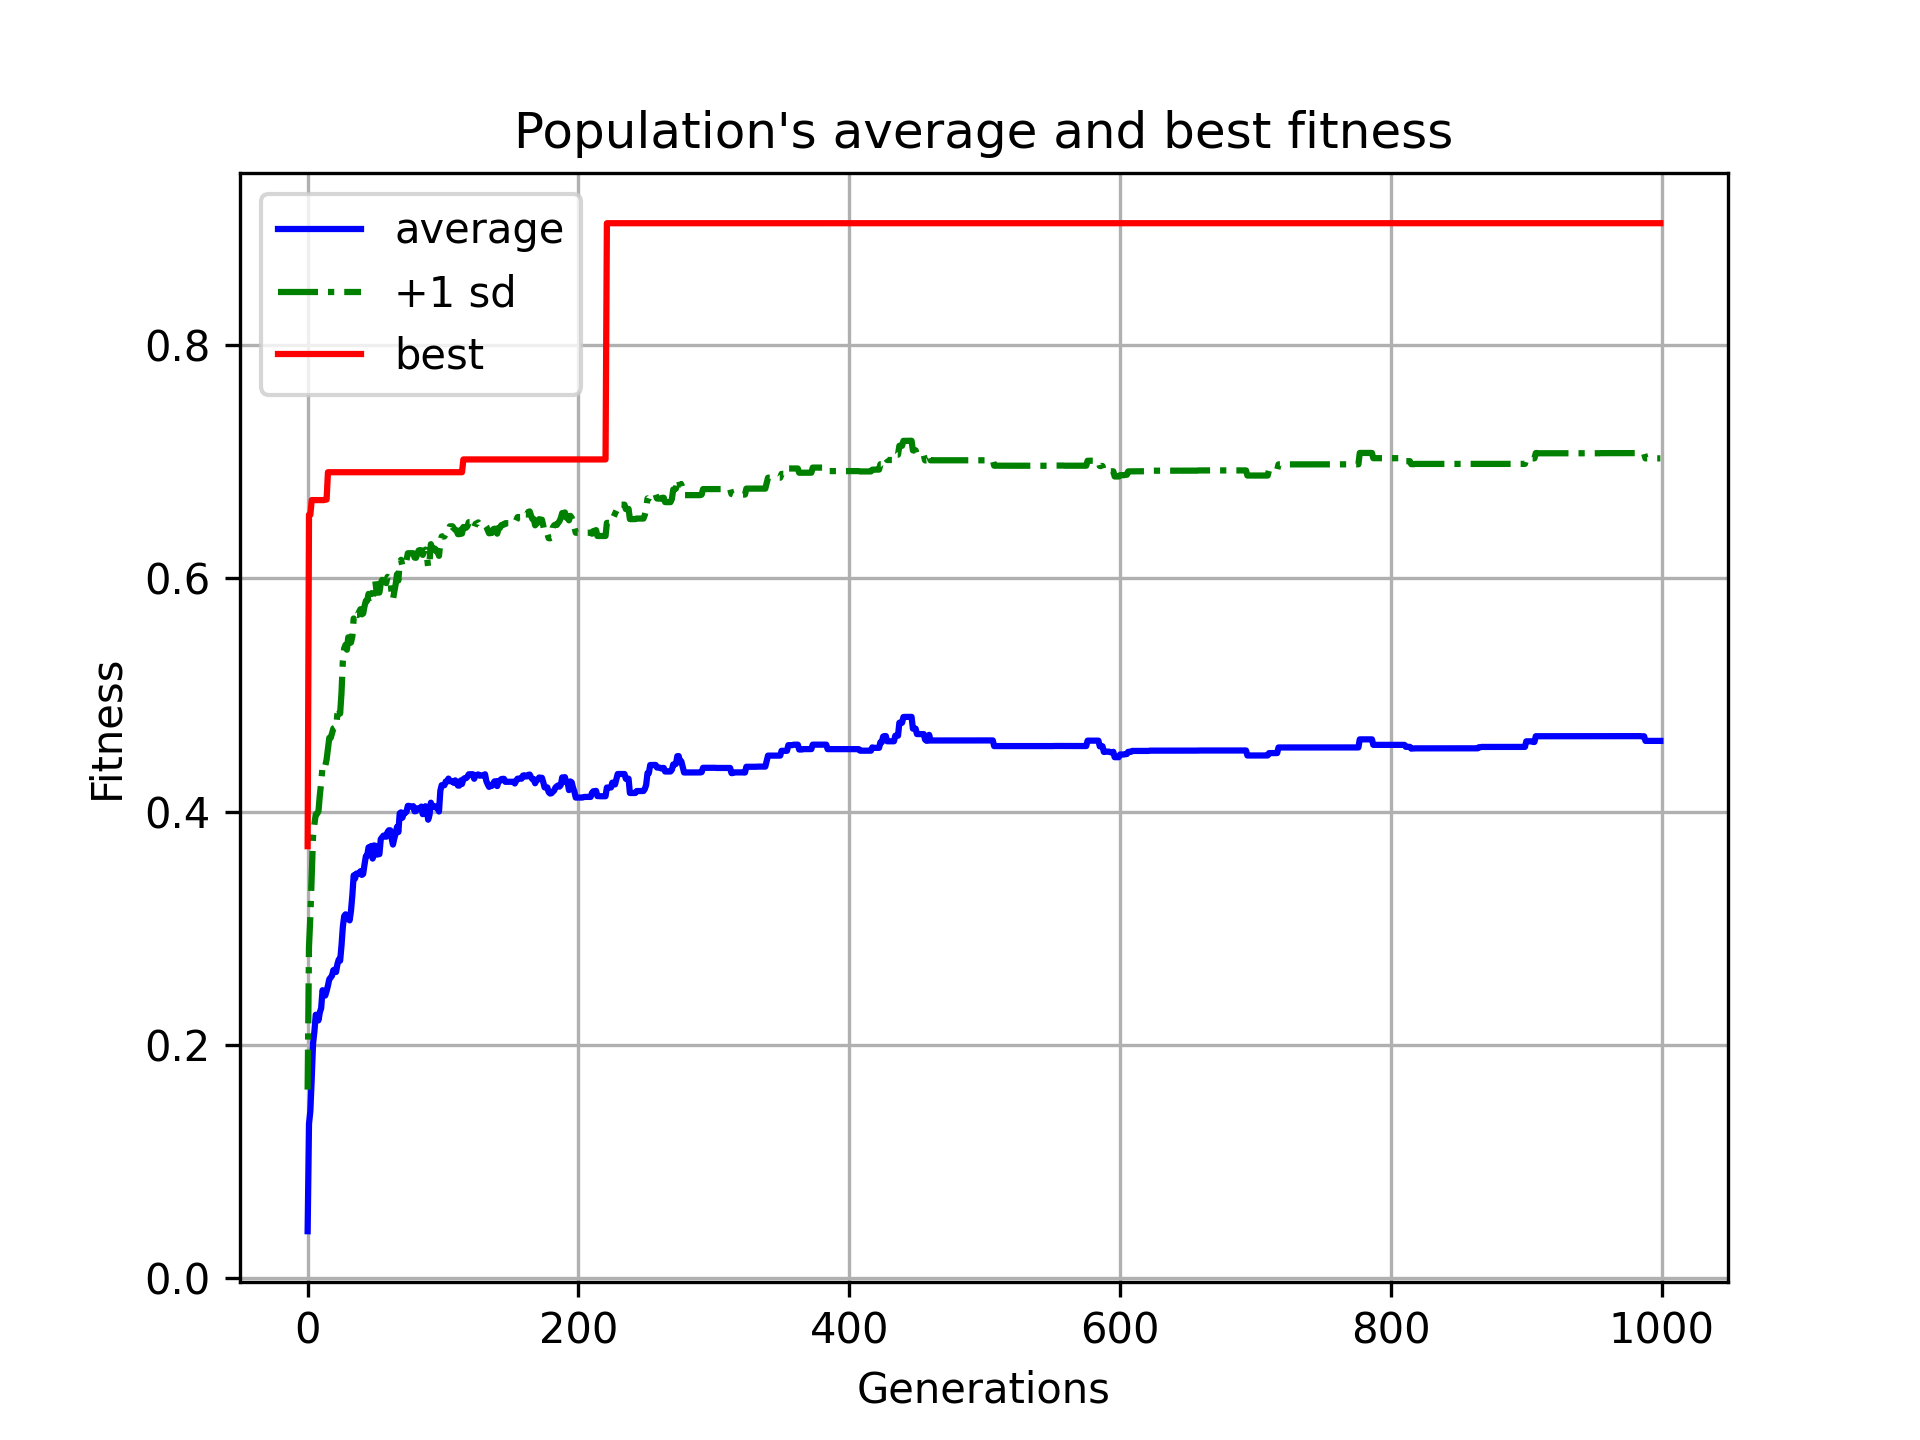 Population's average and best fitness
average
+1 sd
best
Fitness
0.8
0.6
0.4
0.2
0.0
0 200 400 600 800 1000
Generations